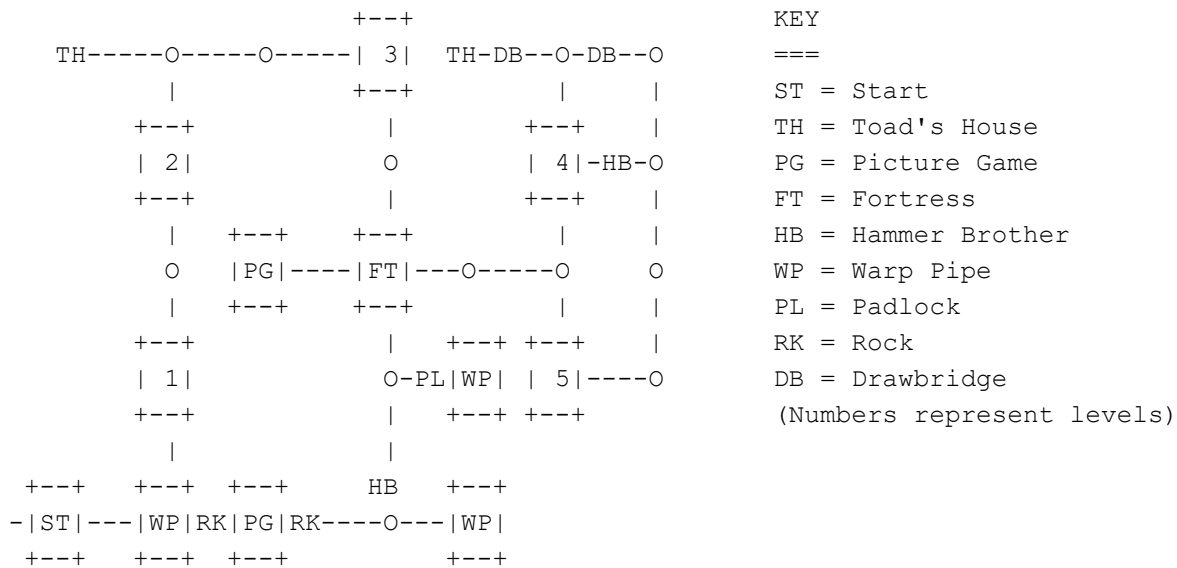 +--+                         KEY
   TH-----O-----O-----| 3|  TH-DB--O-DB--O       ===
          |           +--+         |     |       ST = Start
        +--+            |        +--+    |       TH = Toad's House
        | 2|            O        | 4|-HB-O       PG = Picture Game
        +--+            |        +--+    |       FT = Fortress
          |   +--+    +--+         |     |       HB = Hammer Brother
          O   |PG|----|FT|---O-----O     O       WP = Warp Pipe
          |   +--+    +--+         |     |       PL = Padlock
        +--+            |   +--+ +--+    |       RK = Rock
        | 1|            O-PL|WP| | 5|----O       DB = Drawbridge
        +--+            |   +--+ +--+            (Numbers represent levels)
          |             |
 +--+   +--+  +--+     HB   +--+
-|ST|---|WP|RK|PG|RK----O---|WP|
 +--+   +--+  +--+          +--+